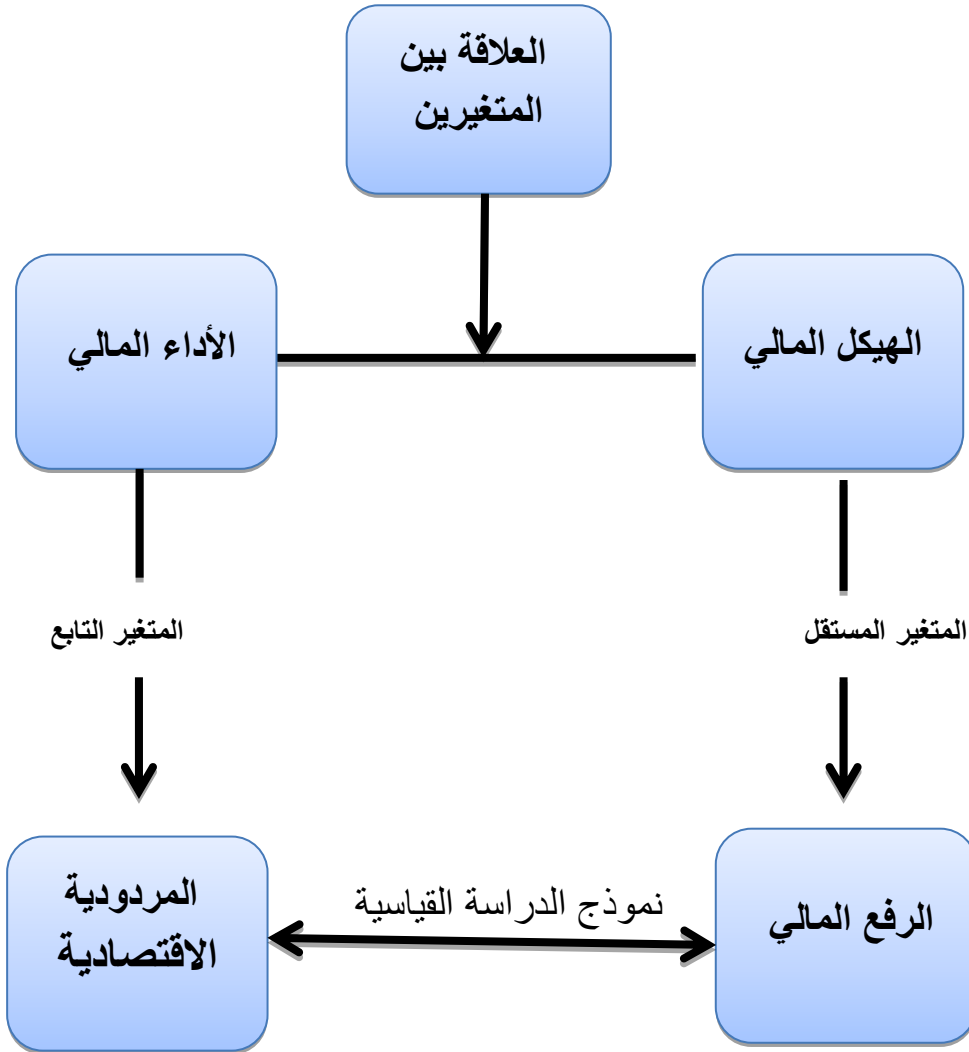 العلاقة بين
المتغيرين
الهيكل المالي
الأداء المالي
المتغير المستقل
المتغير التابع
الرفع المالي
نموذج الدراسة القياسية
المردودية
الاقتصادية